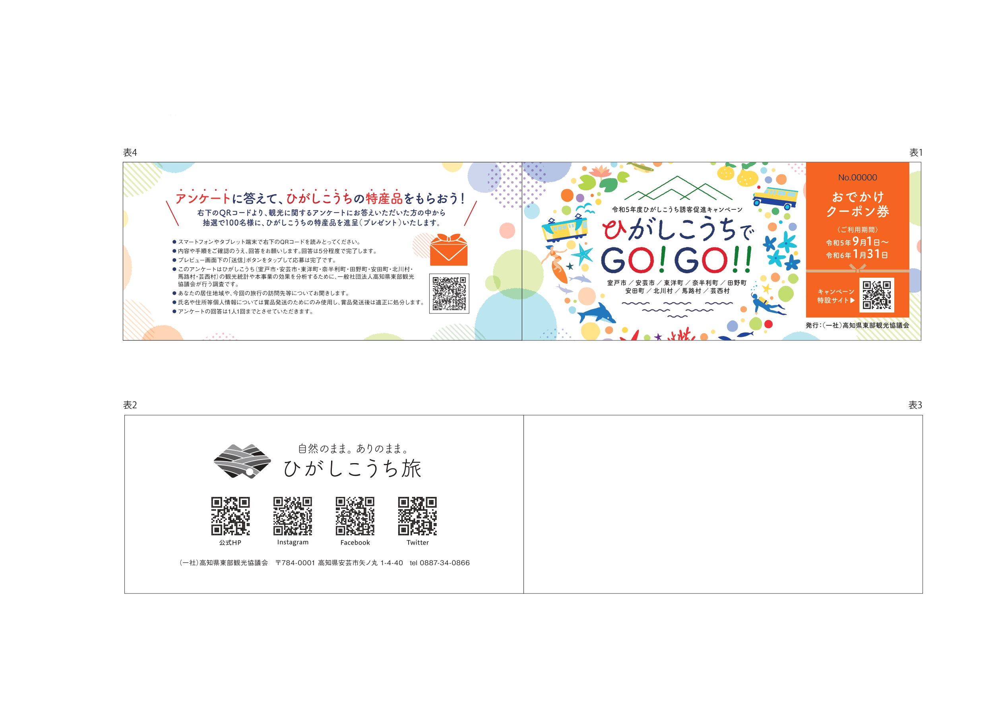 表4
表1
アンケートに答えて、ひがしこうちの特産品をもらおう！
右下のQRコードより、観光に関するアンケートにお答えいただいた方の中から
抽選で100名様に、ひがしこうちの特産品を進呈（プレゼント）いたします。
● スマートフォンやタブレット端末で右下のQRコードを読みとってください。
● 内容や手順をご確認のうえ、回答をお願いします。回答は5分程度で完了します。
● プレビュー画面下の「送信」ボタンをタップして応募は完了です。
● このアンケートはひがしこうち（室戸市・安芸市・東洋町・奈半利町・田野町・安田町・北川村・
馬路村・芸西村）の観光統計や本事業の効果を分析するために、一般社団法人高知県東部観光
協議会が行う調査です。
● あなたの居住地域や、今回の旅行の訪問先等についてお聞きします。
● 氏名や住所等個人情報については賞品発送のためにのみ使用し、賞品発送後は適正に処分します。
● アンケートの回答は1人1回までとさせていただきます。
令和5年度ひがしこうち誘客促進キャンペーン
ひがしこうちで
GO！GO！！
室戸市 ／ 安芸市 ／ 東洋町 ／ 奈半利町 ／ 田野町
安田町 ／ 北川村 ／ 馬路村 ／ 芸西村
No.00000
おでかけ
クーポン券
〈ご利用期間〉
令和5年9月1日～
令和6年1月31日
キャンペーン
特設サイト▶
発行：（一社）高知県東部観光協議会
表2
表3
自然のまま。ありのまま。
ひがしこうち旅
公式HP
Instagram
Facebook
Twitter
（一社）高知県東部観光協議会　〒784-0001 高知県安芸市矢ノ丸 1-4-40　tel 0887-34-0866